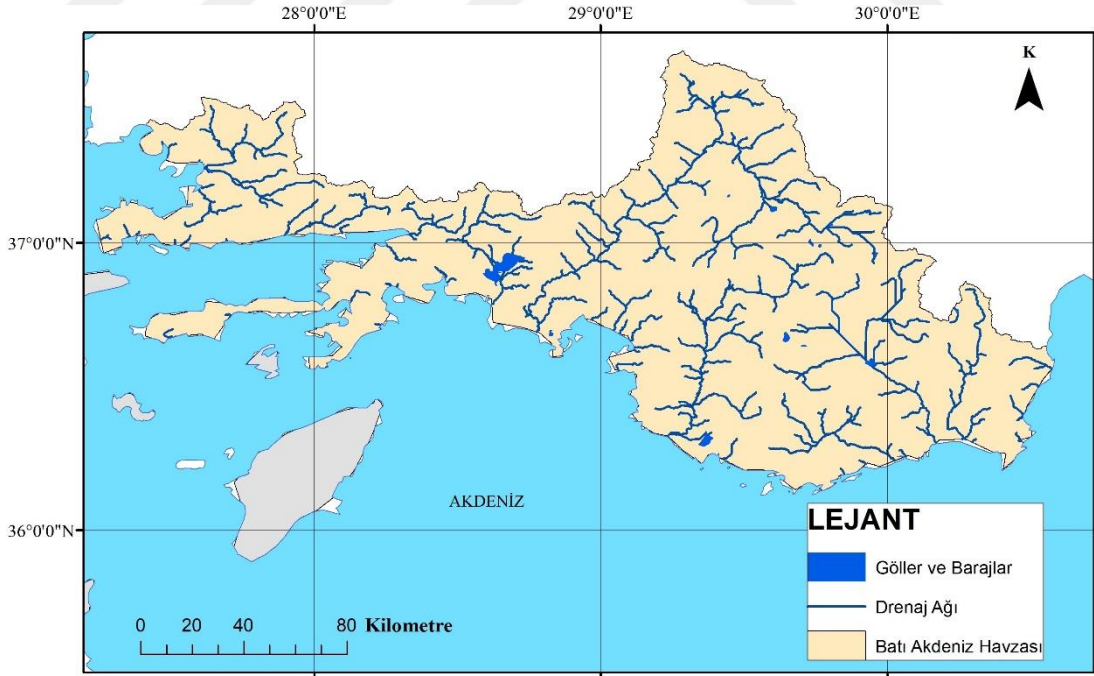 28°0'0"E 29°0'0"E 30°0'0"E
K
37°0'0"N
AKDENİZ
36°0'0"N
LEJANT
Göller ve Barajlar
Drenaj Ağı
Batı Akdeniz Havzası
0 20 40 80 Kilometre